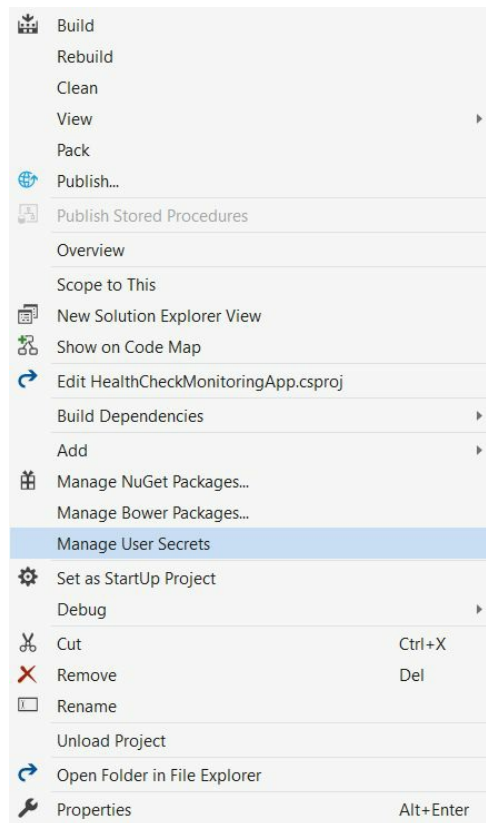 Build
Rebuild
Clean
View
Pack
Publish...
Publish Stored Procedures
Overview
Scope to This
New Solution Explorer View
Show on Code Map
Edit HealthCheckMonitoringApp.csproj
Build Dependencies
Add
Manage NuGet Packages...
Manage Bower Packages...
Manage User Secrets
Set as StartUp Project
Debug
Cut Ctrl+X
Remove Del
Rename
Unload Project
Open Folder in File Explorer
Properties Alt+Enter